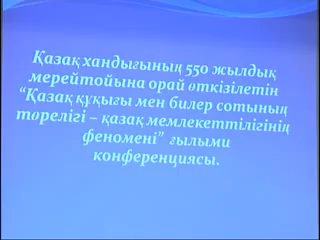 Қазақ хандығының 550 жылдық
мерейтойына орай өткізілетін
“Қазақ құқығы мен билер сотының
төрелігі – қазақ мемлекеттілігінің
феномені” ғылыми
конференциясы.